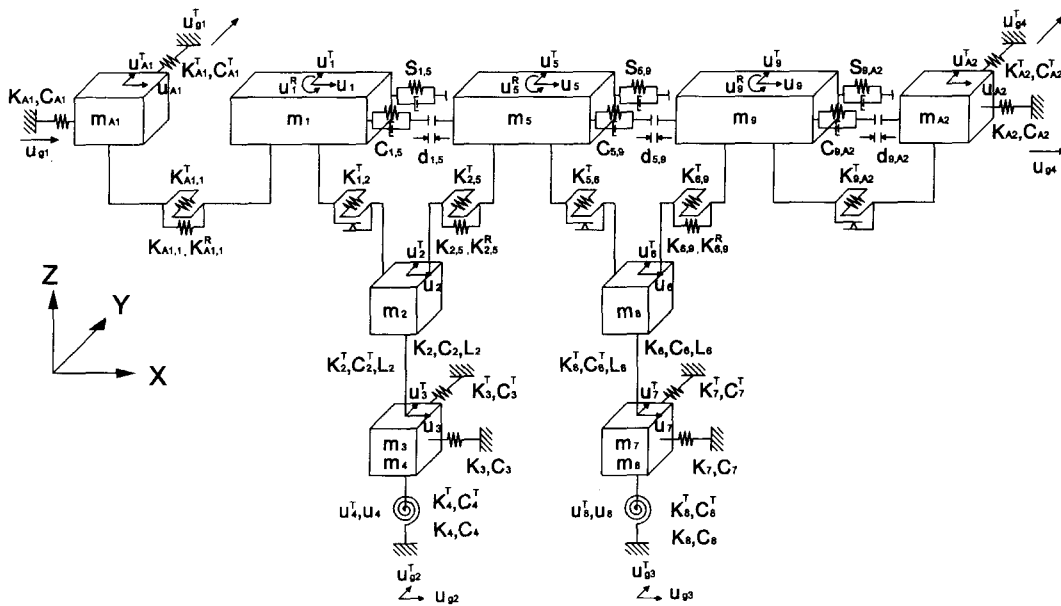 u^T_g1
u^T_A1 K^T_A1,C^T_A1
u_A1
K_A1,C_A1
m_A1
u_g1
u^T_1
u^R_1 u_1
m_1
S_1,5
C_1,5 d_1,5
u^T_5
u^R_5 u_5
m_5
S_5,9
C_5,9 d_5,9
u^T_9
u^R_9 u_9
m_9
S_9,A2
C_9,A2 d_9,A2
u^T_g4
u^T_A2 K^T_A2,C^T_A2
u_A2
m_A2
K_A2,C_A2
u_g4
K^T_A1,1
K_A1,1,K^R_A1,1
K^T_1,2
K^T_2,5
K_2,5,K^R_2,5
K^T_5,6
K^T_6,9
K_6,9,K^R_6,9
K^T_9,A2
Z
Y
X
u^T_2
u_2
m_2
K_2,C_2,L_2
K^T_2,C^T_2,L_2
u^T_3 K^T_3,C^T_3
u_3
m_3
m_4
K_3,C_3
u^T_4,u_4 K^T_4,C^T_4
K_4,C_4
u^T_g2
u_g2
u^T_6
u_6
m_6
K_6,C_6,L_6
K^T_6,C^T_6,L_6
u^T_7 K^T_7,C^T_7
u_7
m_7
m_8
K_7,C_7
u^T_8,u_8 K^T_8,C^T_8
K_8,C_8
u^T_g3
u_g3